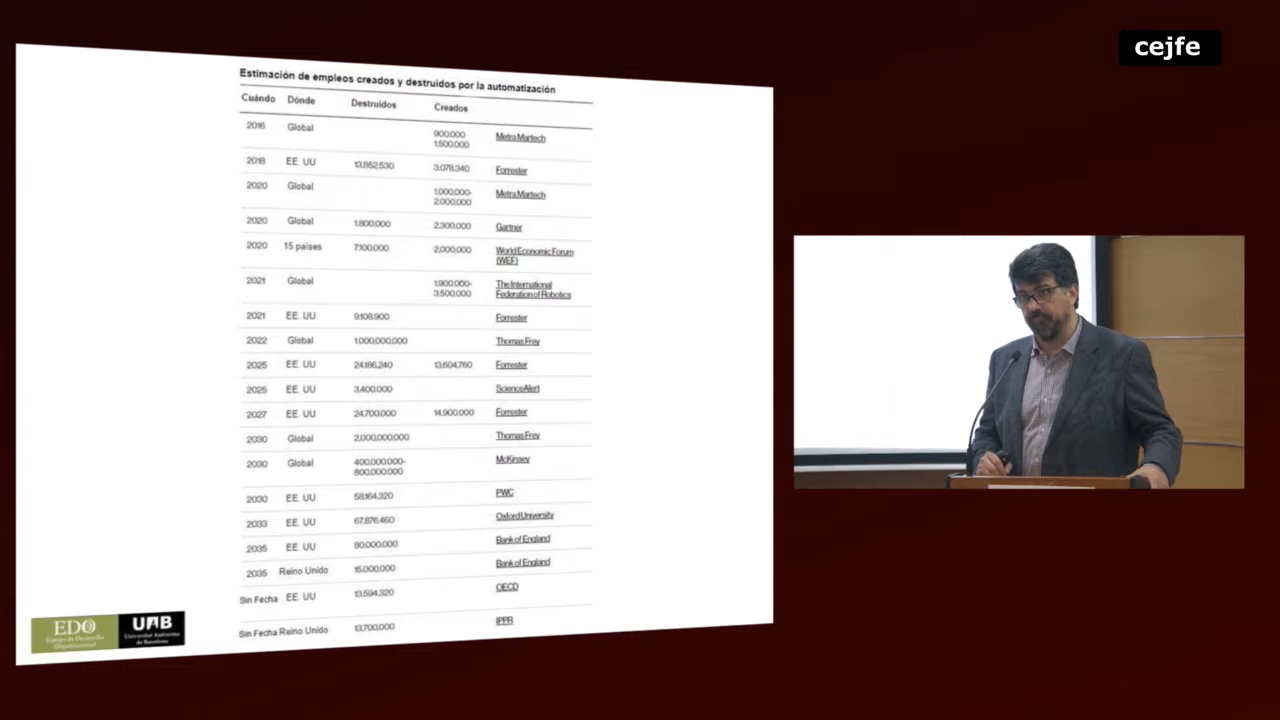 cejfe
Estimación de empleos creados y destruidos por la automatización
Cuándo Dónde Destruidos Creados
2016 Global 900.000 1.500.000 Metra Martech
2018 EE. UU 13,852,530 3.078,340 Forrester
2020 Global 1.000,000- 2.000.000 Metra Martech
2020 Global 1.800,000 2.300.000 Gartner
2020 15 países 7.100.000 2,000,000 World Economic Forum (WEF)
2021 Global 1.900.000- 3.500.000 The International Federation of Robotics
2021 EE. UU 9.108.900 Forrester
2022 Global 1.000,000,000 Thomas Frey
2025 EE. UU 24,186,240 13,604,760 Forrester
2025 EE. UU 3,400.000 ScienceAlert
2027 EE. UU 24,700,000 14,900.000 Forrester
2030 Global 2.000.000.000 Thomas Frey
2030 Global 400.000.000- 800.000.000 McKinsey
2030 EE. UU 58,164,320 PWC
2033 EE. UU 67.876.460 Oxford University
2035 EE. UU 80.000,000 Bank of England
2035 Reino Unido 15.000,000 Bank of England
Sin Fecha EE. UU 13,594,320 OECD
Sin Fecha Reino Unido 13,700,000 IPPR
EDO
Equipo de Desarrollo
Organizacional
UAB
Universitat Autònoma
de Barcelona